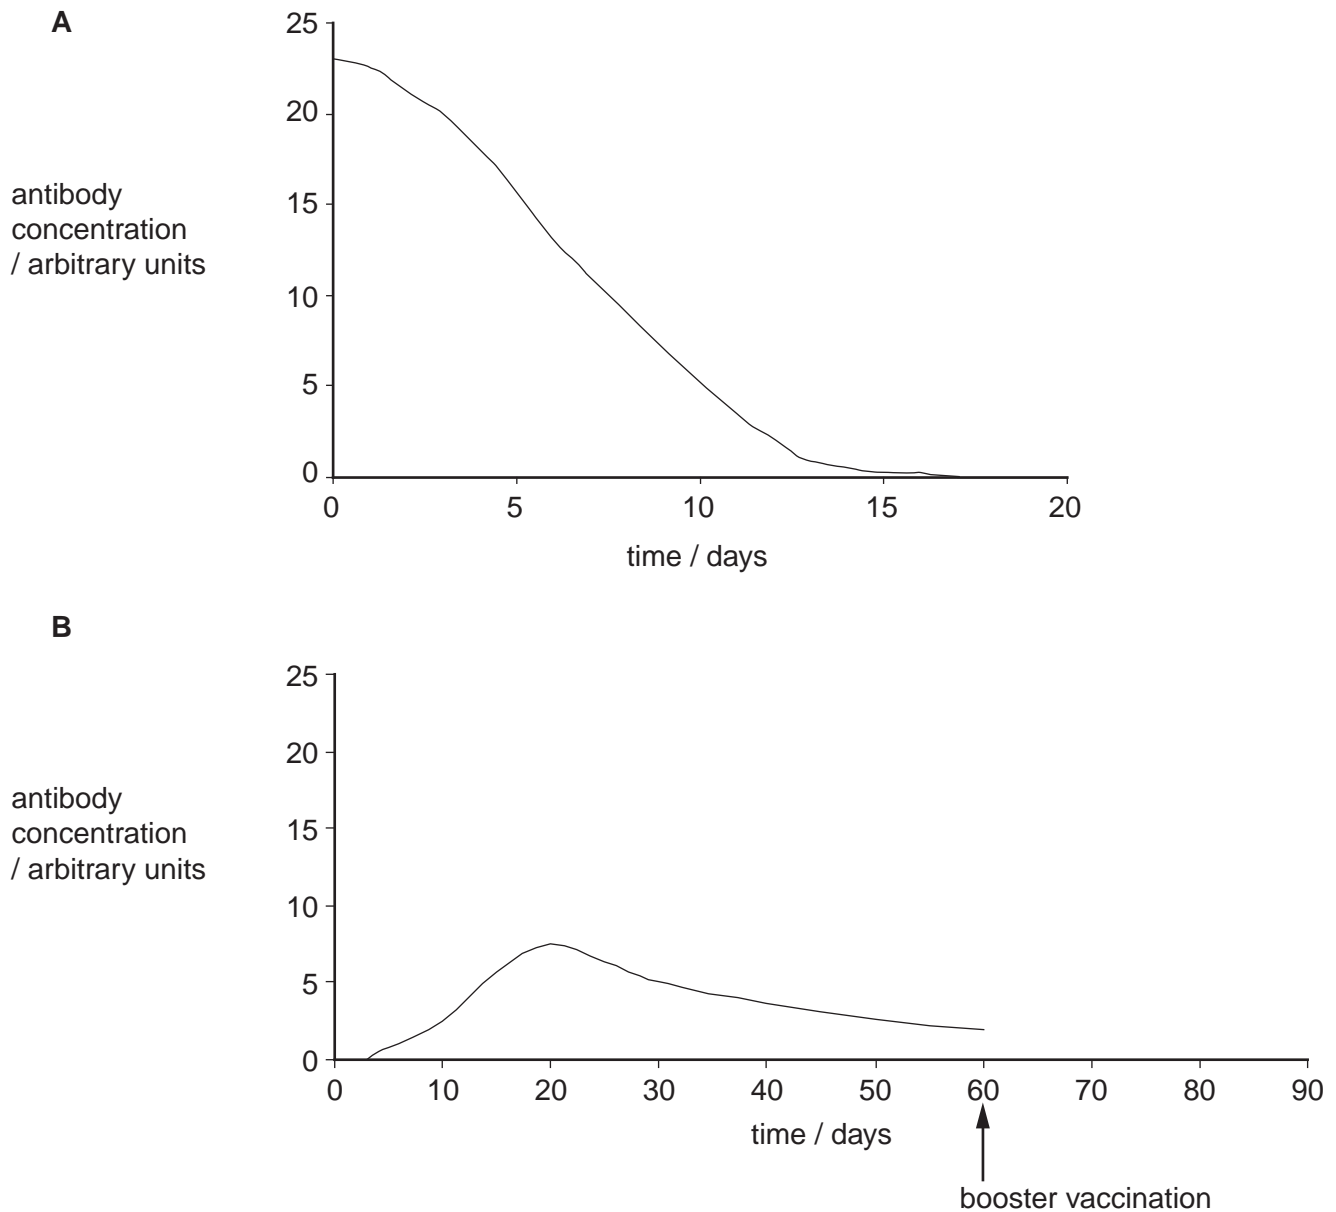 A
25
20
15
10
5
0
antibody
concentration
/ arbitrary units
0 5 10 15 20
time / days
B
25
20
15
10
5
0
antibody
concentration
/ arbitrary units
0 10 20 30 40 50 60 70 80 90
time / days
booster vaccination